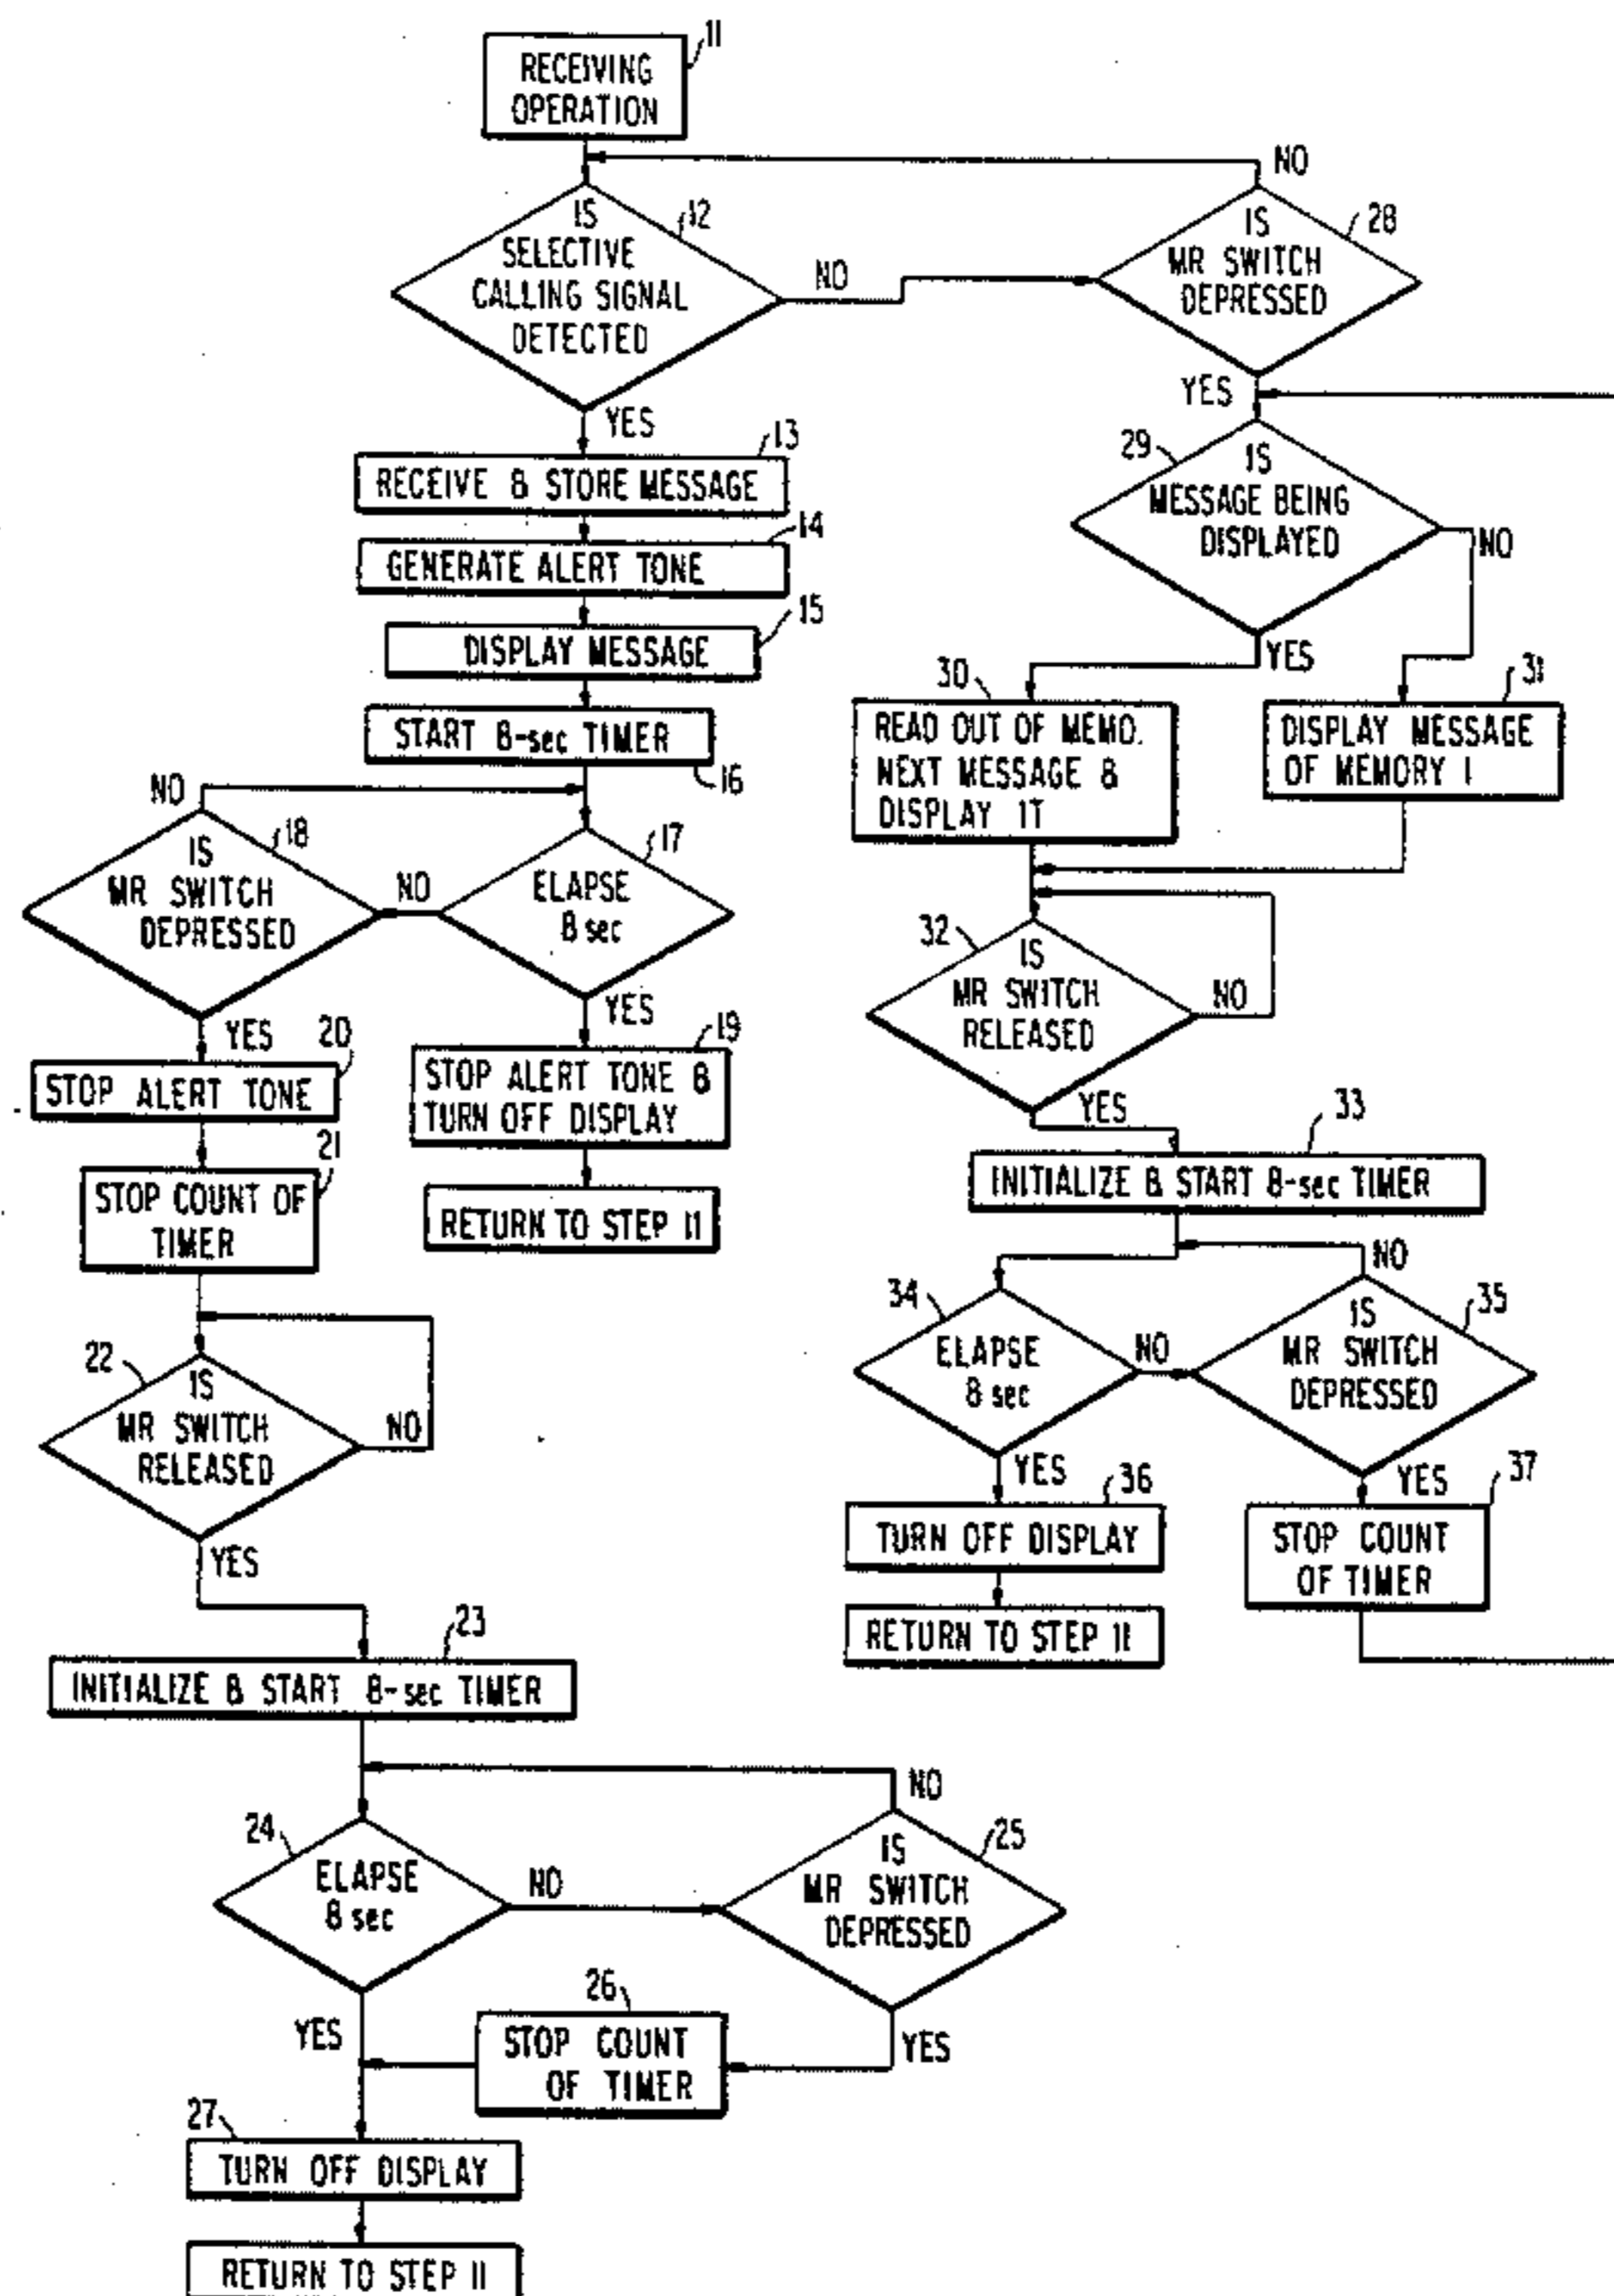 11
RECEIVING
OPERATION
NO
IS
SELECTIVE
CALLING SIGNAL
DETECTED
12
NO
IS
MR SWITCH
DEPRESSED
28
YES
YES
13
RECEIVE & STORE MESSAGE
14
GENERATE ALERT TONE
15
DISPLAY MESSAGE
START 8-sec TIMER
16
29
IS
MESSAGE BEING
DISPLAYED
NO
YES
30
READ OUT OF MEMO.
NEXT MESSAGE &
DISPLAY IT
31
DISPLAY MESSAGE
OF MEMORY 1
NO
18
IS
MR SWITCH
DEPRESSED
NO
17
ELAPSE
8 sec
YES
20
STOP ALERT TONE
YES
19
STOP ALERT TONE &
TURN OFF DISPLAY
RETURN TO STEP 11
21
STOP COUNT OF
TIMER
22
IS
MR SWITCH
RELEASED
NO
YES
32
IS
MR SWITCH
RELEASED
NO
YES
33
INITIALIZE & START 8-sec TIMER
NO
34
ELAPSE
8 sec
NO
35
IS
MR SWITCH
DEPRESSED
YES
36
TURN OFF DISPLAY
RETURN TO STEP 11
YES
37
STOP COUNT
OF TIMER
23
INITIALIZE & START 8-sec TIMER
NO
24
ELAPSE
8 sec
NO
25
IS
MR SWITCH
DEPRESSED
YES
26
STOP COUNT
OF TIMER
YES
27
TURN OFF DISPLAY
RETURN TO STEP 11